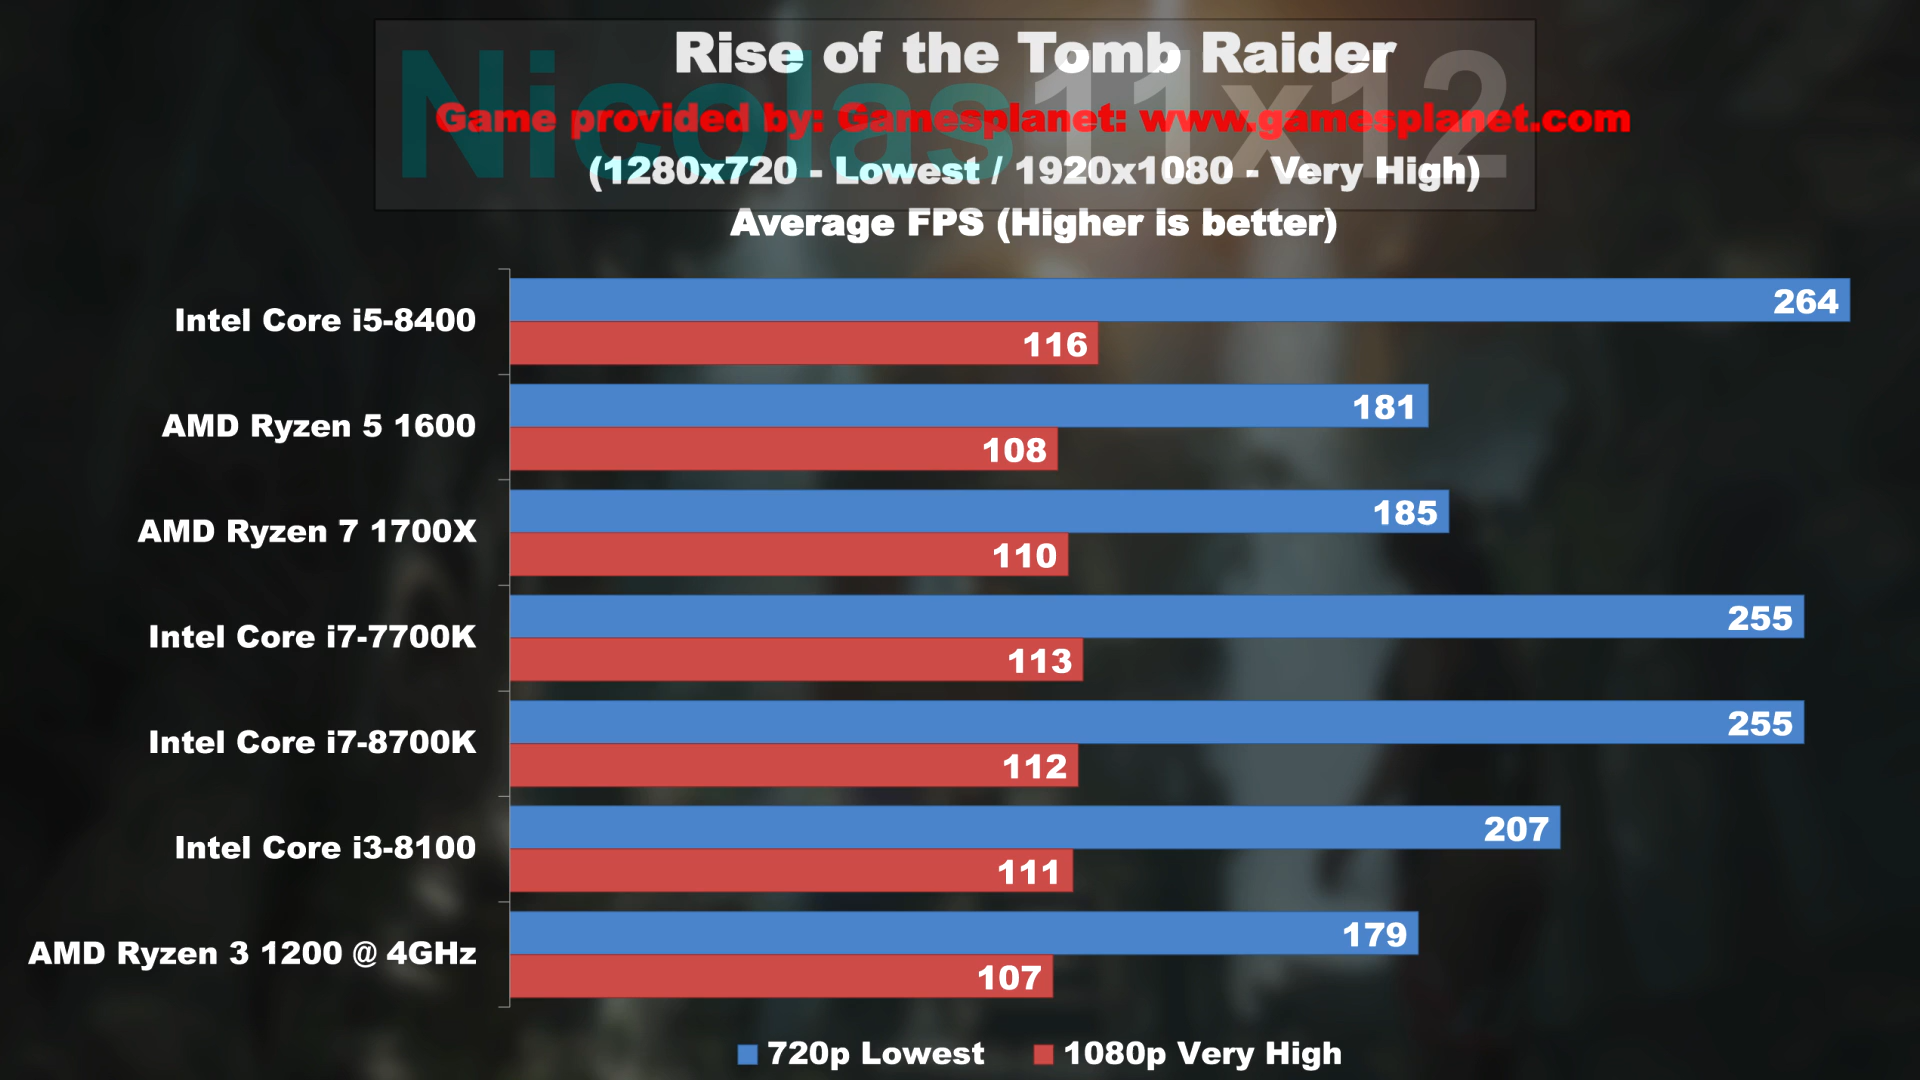 Nicolas11x12
Rise of the Tomb Raider
Game provided by: Gamesplanet: www.gamesplanet.com
(1280x720 - Lowest / 1920x1080 - Very High)
Average FPS (Higher is better)
Intel Core i5-8400
264
116
AMD Ryzen 5 1600
181
108
AMD Ryzen 7 1700X
185
110
Intel Core i7-7700K
255
113
Intel Core i7-8700K
255
112
Intel Core i3-8100
207
111
AMD Ryzen 3 1200 @ 4GHz
179
107
720p Lowest
1080p Very High